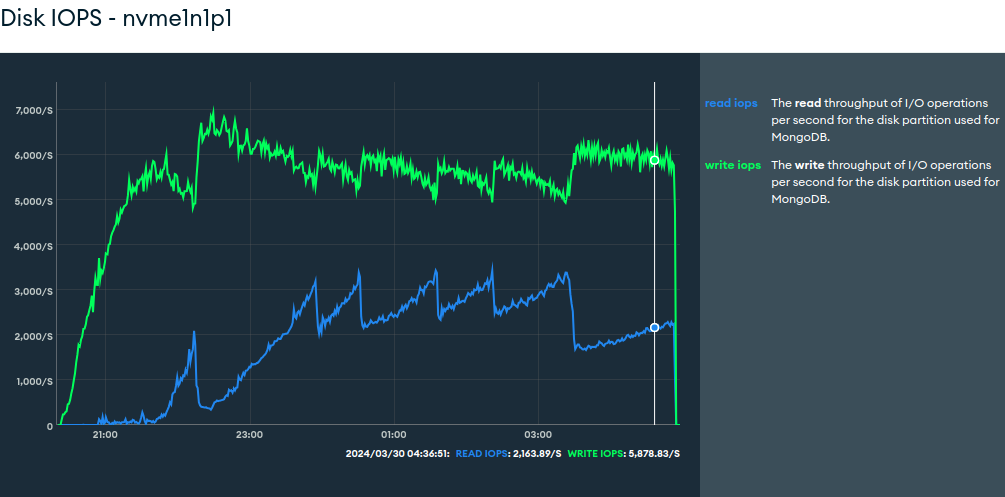 Disk IOPS - nvme1n1p1
7,000/S
6,000/S
5,000/S
4,000/S
3,000/S
2,000/S
1,000/S
0
21:00 23:00 01:00 03:00
2024/03/30 04:36:51: READ IOPS: 2,163.89/S WRITE IOPS: 5,878.83/S
read iops The read throughput of I/O operations
per second for the disk partition used for
MongoDB.
write iops The write throughput of I/O operations
per second for the disk partition used for
MongoDB.